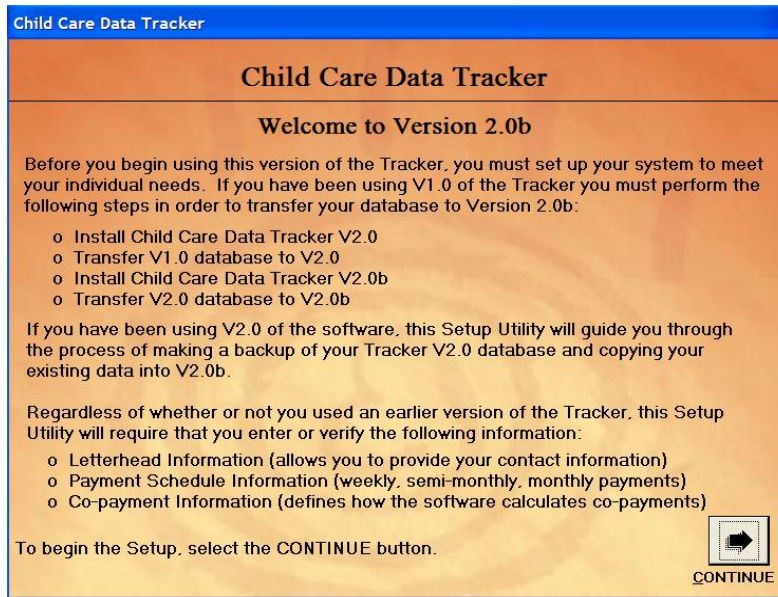 Child Care Data Tracker
Child Care Data Tracker
Welcome to Version 2.0b
Before you begin using this version of the Tracker, you must set up your system to meet
your individual needs.  If you have been using V1.0 of the Tracker you must perform the
following steps in order to transfer your database to Version 2.0b:
o Install Child Care Data Tracker V2.0
o Transfer V1.0 database to V2.0
o Install Child Care Data Tracker V2.0b
o Transfer V2.0 database to V2.0b
If you have been using V2.0 of the software, this Setup Utility will guide you through
the process of making a backup of your Tracker V2.0 database and copying your
existing data into V2.0b.
Regardless of whether or not you used an earlier version of the Tracker, this Setup
Utility will require that you enter or verify the following information:
o Letterhead Information (allows you to provide your contact information)
o Payment Schedule Information (weekly, semi-monthly, monthly payments)
o Co-payment Information (defines how the software calculates co-payments)
To begin the Setup, select the CONTINUE button.
CONTINUE